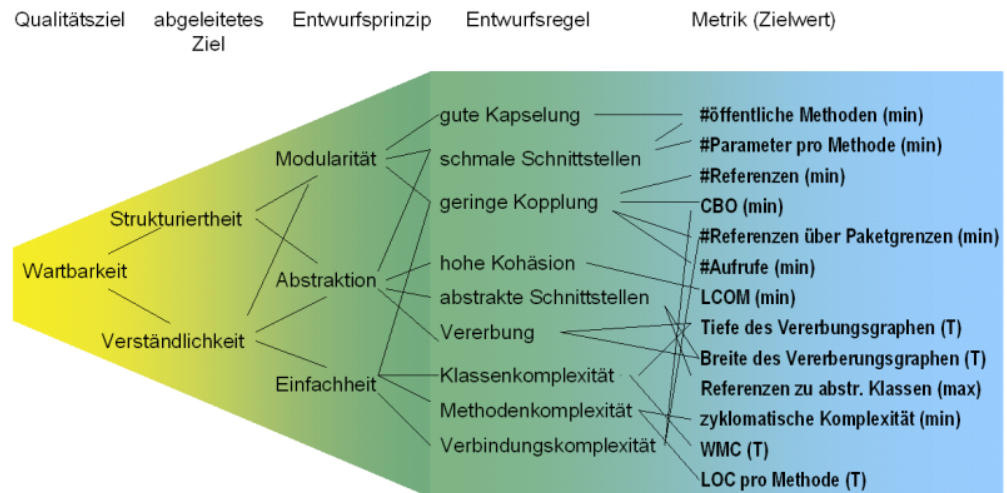 Qualitätsziel
abgeleitetes
Ziel
Entwurfsprinzip
Entwurfsregel
Metrik (Zielwert)
Wartbarkeit
Strukturiertheit
Verständlichkeit
Modularität
Abstraktion
Einfachheit
gute Kapselung
schmale Schnittstellen
geringe Kopplung
hohe Kohäsion
abstrakte Schnittstellen
Vererbung
Klassenkomplexität
Methodenkomplexität
Verbindungskomplexität
#öffentliche Methoden (min)
#Parameter pro Methode (min)
#Referenzen (min)
CBO (min)
#Referenzen über Paketgrenzen (min)
#Aufrufe (min)
LCOM (min)
Tiefe des Vererbungsgraphen (T)
Breite des Vererberungsgraphen (T)
Referenzen zu abstr. Klassen (max)
zyklomatische Komplexität (min)
WMC (T)
LOC pro Methode (T)